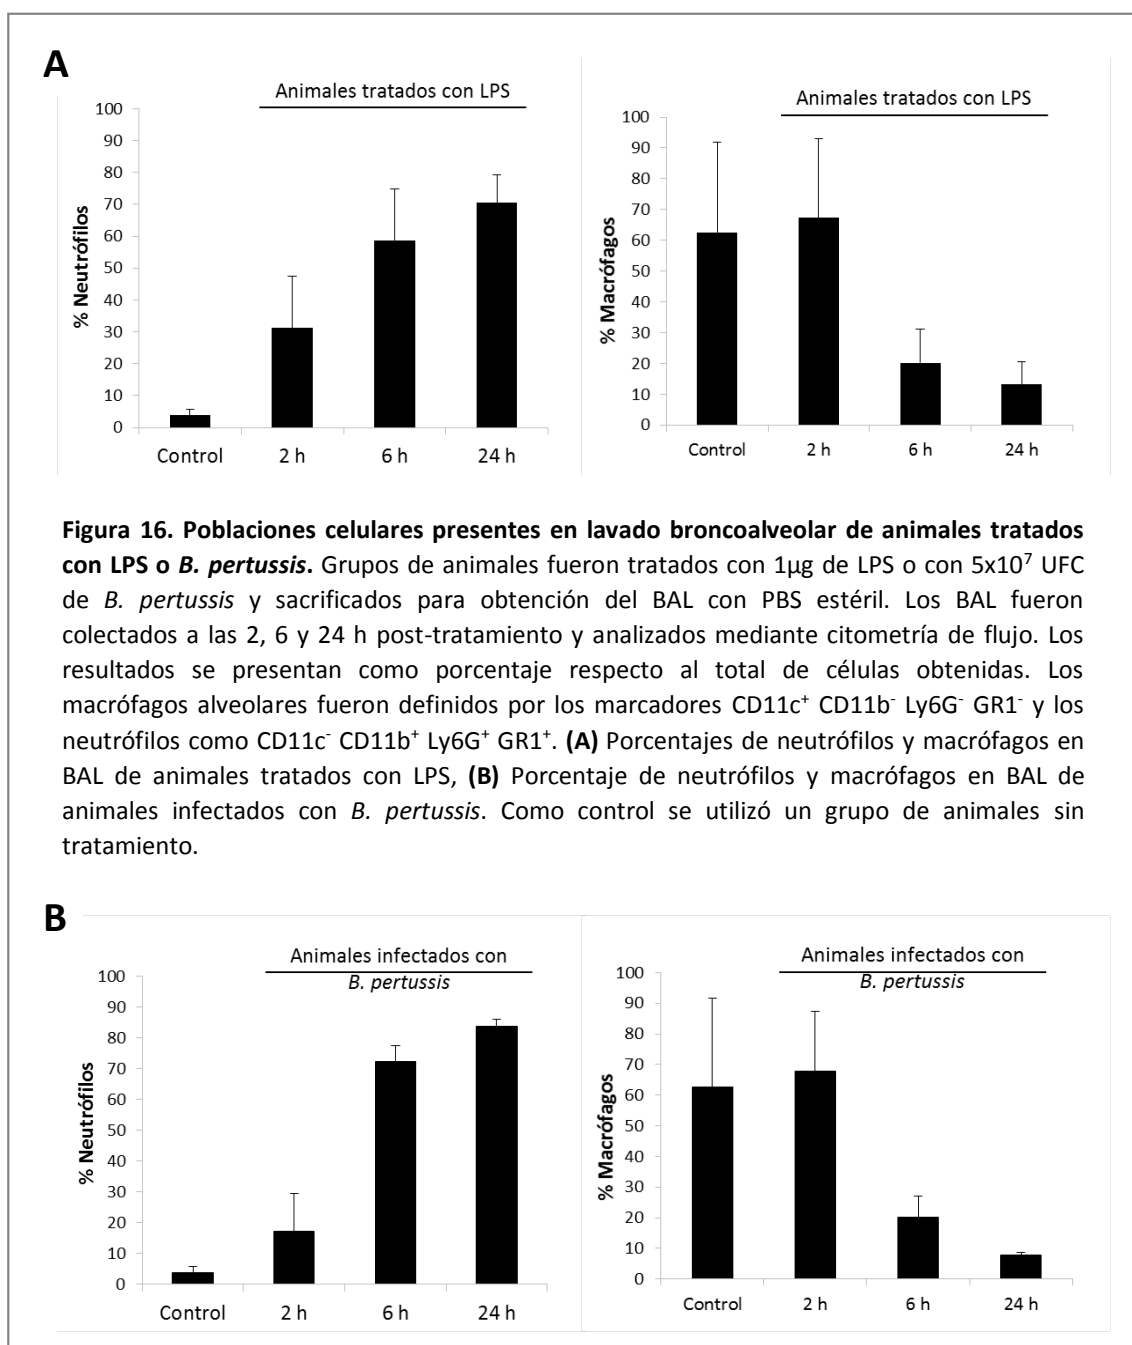 A
Animales tratados con LPS
100
90
80
70
60
50
40
30
20
10
0
% Neutrófilos
Control 2 h 6 h 24 h
Animales tratados con LPS
100
90
80
70
60
50
40
30
20
10
0
% Macrófagos
Control 2 h 6 h 24 h
Figura 16. Poblaciones celulares presentes en lavado broncoalveolar de animales tratados
con LPS o B. pertussis. Grupos de animales fueron tratados con 1µg de LPS o con 5x10⁷ UFC
de B. pertussis y sacrificados para obtención del BAL con PBS estéril. Los BAL fueron
colectados a las 2, 6 y 24 h post-tratamiento y analizados mediante citometría de flujo. Los
resultados se presentan como porcentaje respecto al total de células obtenidas. Los
macrófagos alveolares fueron definidos por los marcadores CD11c⁺ CD11b⁻ Ly6G⁻ GR1⁻ y los
neutrófilos como CD11c⁻ CD11b⁺ Ly6G⁺ GR1⁺. (A) Porcentajes de neutrófilos y macrófagos en
BAL de animales tratados con LPS, (B) Porcentaje de neutrófilos y macrófagos en BAL de
animales infectados con B. pertussis. Como control se utilizó un grupo de animales sin
tratamiento.
B
Animales infectados con
B. pertussis
100
90
80
70
60
50
40
30
20
10
0
% Neutrófilos
Control 2 h 6 h 24 h
Animales infectados con
B. pertussis
100
90
80
70
60
50
40
30
20
10
0
% Macrófagos
Control 2 h 6 h 24 h